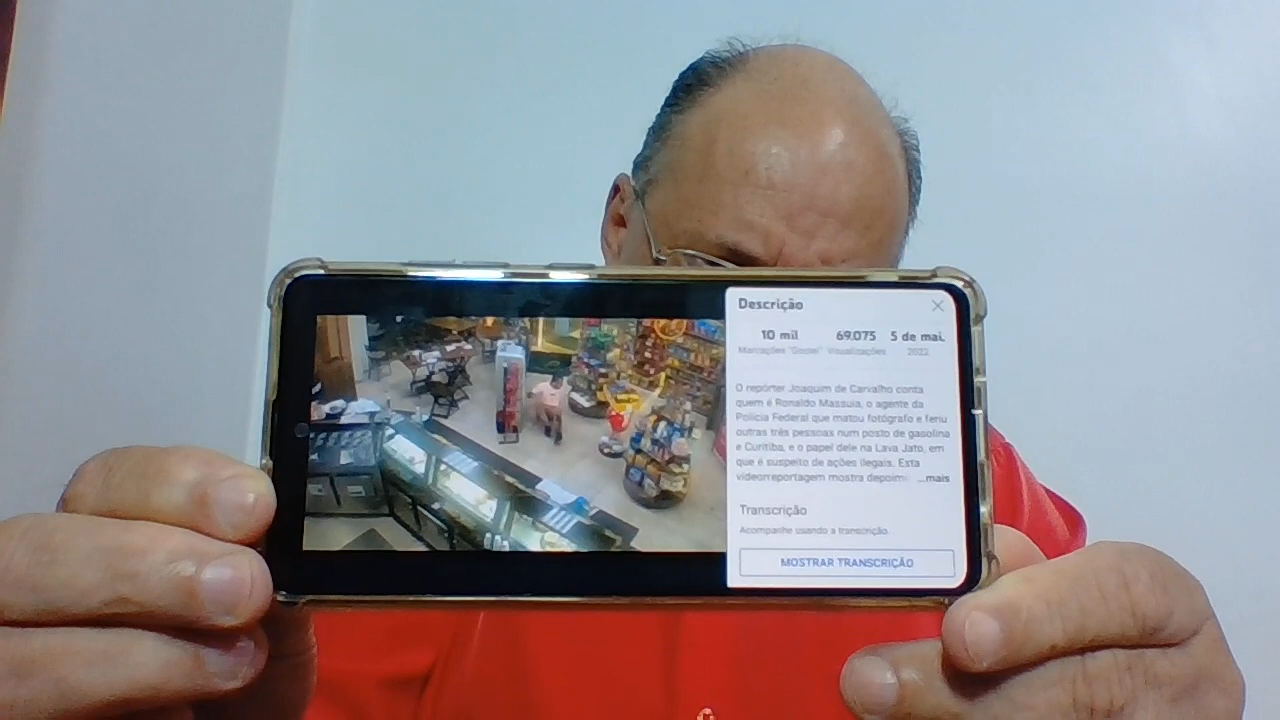 Descrição
10 mil 69.075 5 de mai.
Marcações "Gostei" Visualizações 2022
O repórter Joaquim de Carvalho conta
quem é Ronaldo Massuia, o agente da
Polícia Federal que matou fotógrafo e feriu
outras três pessoas num posto de gasolina
e Curitiba, e o papel dele na Lava Jato, em
que é suspeito de ações ilegais. Esta
videorreportagem mostra depoim ...mais
Transcrição
Acompanhe usando a transcrição.
MOSTRAR TRANSCRIÇÃO